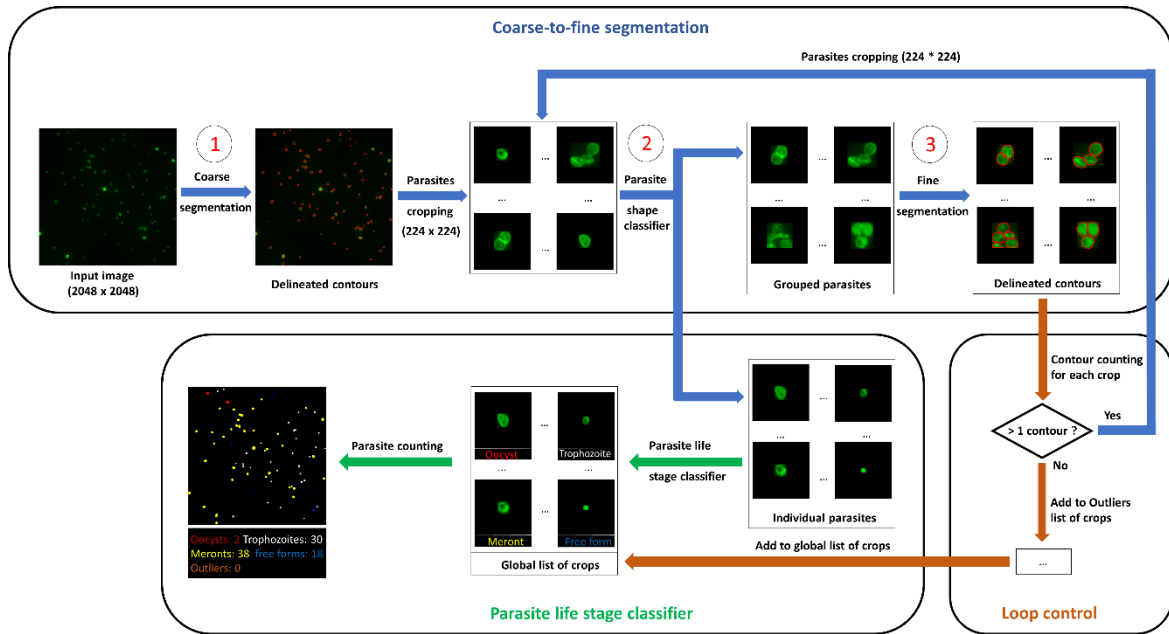 Coarse-to-fine segmentation
Parasites cropping (224 * 224)
1
Coarse
segmentation
Input image
(2048 x 2048)
Delineated contours
Parasites
cropping
(224 x 224)
...
...
...
...
2
Parasite
shape
classifier
...
...
...
...
Grouped parasites
3
Fine
segmentation
...
...
...
...
Delineated contours
Contour counting
for each crop
> 1 contour ?
Yes
No
Add to Outliers
list of crops
...
Loop control
...
...
...
...
Individual parasites
Parasite life
stage classifier
Add to global list of crops
...
Oocyst
Trophozoite
...
...
...
Meront
Free form
Global list of crops
Parasite counting
Oocysts: 2 Trophozoites: 30
Meronts: 38 free forms: 18
Outliers: 0
Parasite life stage classifier